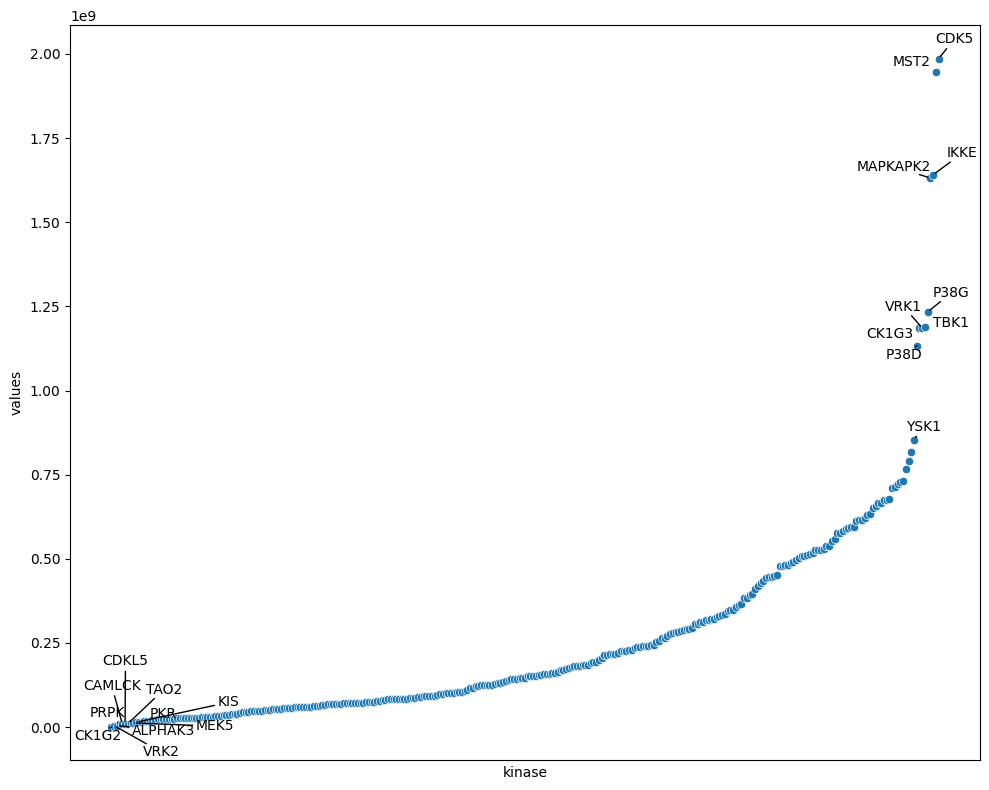 1e9
CDK5
MST2
2.00
1.75
IKKE
MAPKAPK2
1.50
P38G
VRK1
TBK1
1.25
CK1G3
P38D
1.00
values
YSK1
0.75
0.50
0.25
CDKL5
CAMLCK
TAO2
KIS
PRPK
PKR
MEK5
0.00
ALPHAK3
CK1G2
VRK2
kinase